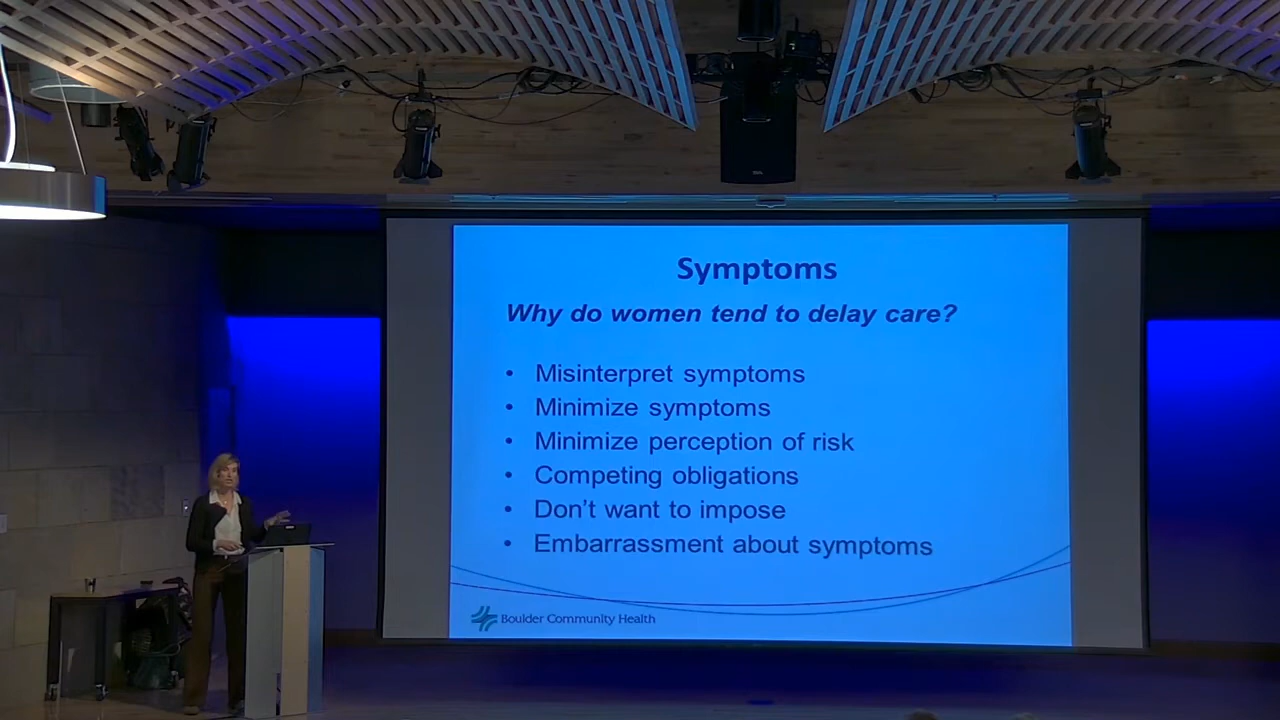 Symptoms
Why do women tend to delay care?
• Misinterpret symptoms
• Minimize symptoms
• Minimize perception of risk
• Competing obligations
• Don't want to impose
• Embarrassment about symptoms
Boulder Community Health